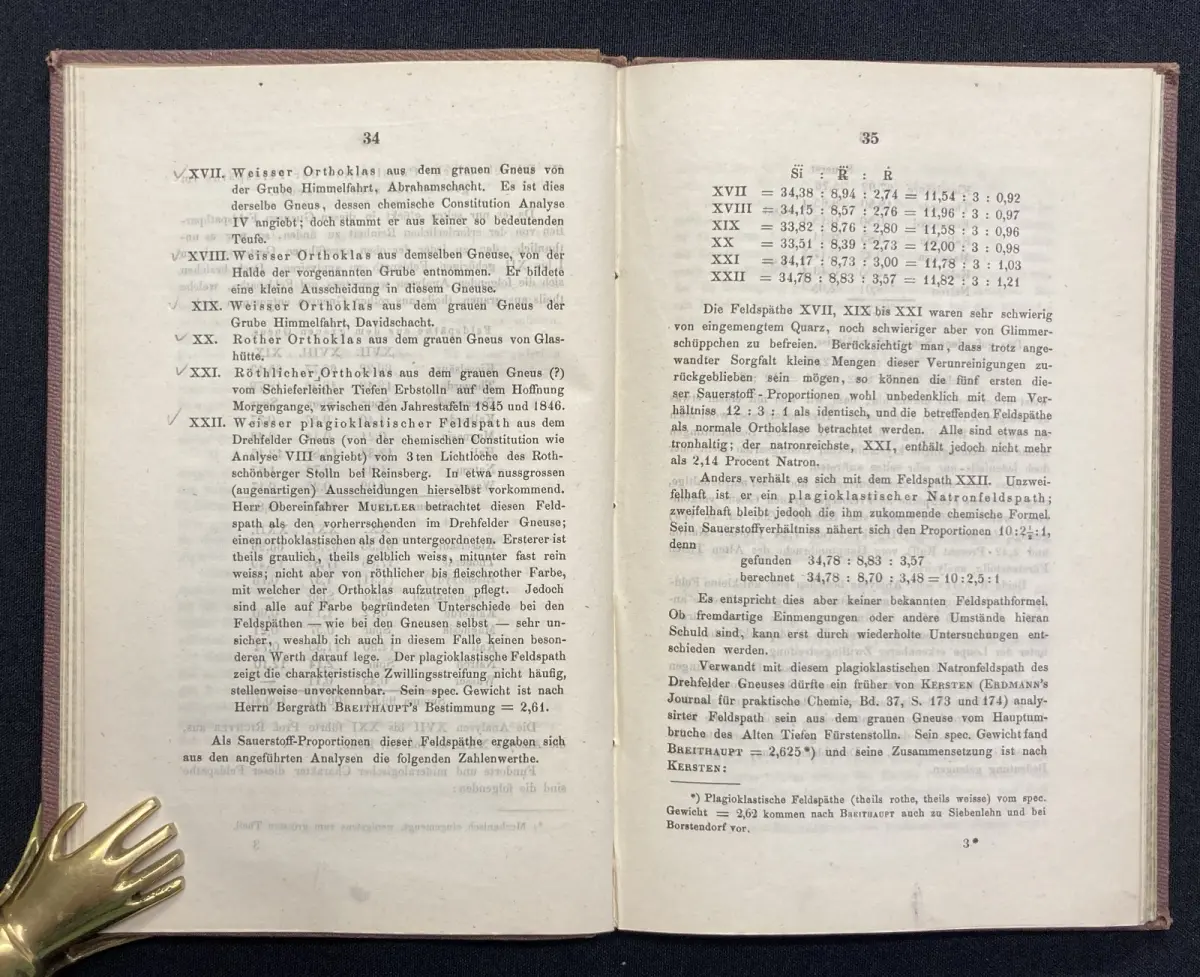 34
XVII. Weisser Orthoklas aus dem grauen Gneus von
der Grube Himmelfahrt, Abrahamschacht. Es ist dies
derselbe Gneus, dessen chemische Constitution Analyse
IV angiebt; doch stammt er aus keiner so bedeutenden
Teufe.
XVIII. Weisser Orthoklas aus demselben Gneuse, von der
Halde der vorgenannten Grube entnommen. Er bildete
eine kleine Ausscheidung in diesem Gneuse.
XIX. Weisser Orthoklas aus dem grauen Gneus der
Grube Himmelfahrt, Davidschacht.
XX. Rother Orthoklas aus dem grauen Gneus von Glas-
hütte.
XXI. Röthlicher Orthoklas aus dem grauen Gneus (?)
vom Schieferleither Tiefen Erbstolln auf dem Hoffnung
Morgengange, zwischen den Jahrestafeln 1845 und 1846.
XXII. Weisser plagioklastischer Feldspath aus dem
Drehfelder Gneus (von der chemischen Constitution wie
Analyse VIII angiebt) vom 3ten Lichtloche des Roth-
schönberger Stolln bei Reinsberg. In etwa nussgrossen
(augenartigen) Ausscheidungen hierselbst vorkommend.
Herr Obereinfahrer MUELLER betrachtet diesen Feld-
spath als den vorherrschenden im Drehfelder Gneuse;
einen orthoklastischen als den untergeordneten. Ersterer ist
theils graulich, theils gelblich weiss, mitunter fast rein
weiss; nicht aber von röthlicher bis fleischrother Farbe,
mit welcher der Orthoklas aufzutreten pflegt. Jedoch
sind alle auf Farbe begründeten Unterschiede bei den
Feldspäthen — wie bei den Gneusen selbst — sehr un-
sicher, weshalb ich auch in diesem Falle keinen beson-
deren Werth darauf lege. Der plagioklastische Feldspath
zeigt die charakteristische Zwillingsstreifung nicht häufig,
stellenweise unverkennbar. Sein spec. Gewicht ist nach
Herrn Bergrath BREITHAUPT's Bestimmung = 2,61.
Als Sauerstoff-Proportionen dieser Feldspäthe ergaben sich
aus den angeführten Analysen die folgenden Zahlenwerthe.
35
S̈i : R̈ : Ṙ
XVII = 34,38 : 8,94 : 2,74 = 11,54 : 3 : 0,92
XVIII = 34,15 : 8,57 : 2,76 = 11,96 : 3 : 0,97
XIX = 33,82 : 8,76 : 2,80 = 11,58 : 3 : 0,96
XX = 33,51 : 8,39 : 2,73 = 12,00 : 3 : 0,98
XXI = 34,17 : 8,73 : 3,00 = 11,78 : 3 : 1,03
XXII = 34,78 : 8,83 : 3,57 = 11,82 : 3 : 1,21
Die Feldspäthe XVII, XIX bis XXI waren sehr schwierig
von eingemengtem Quarz, noch schwieriger aber von Glimmer-
schüppchen zu befreien. Berücksichtigt man, dass trotz ange-
wandter Sorgfalt kleine Mengen dieser Verunreinigungen zu-
rückgeblieben sein mögen, so können die fünf ersten die-
ser Sauerstoff-Proportionen wohl unbedenklich mit dem Ver-
hältniss 12 : 3 : 1 als identisch, und die betreffenden Feldspäthe
als normale Orthoklase betrachtet werden. Alle sind etwas na-
tronhaltig; der natronreichste, XXI, enthält jedoch nicht mehr
als 2,14 Procent Natron.
Anders verhält es sich mit dem Feldspath XXII. Unzwei-
felhaft ist er ein plagioklastischer Natronfeldspath;
zweifelhaft bleibt jedoch die ihm zukommende chemische Formel.
Sein Sauerstoffverhältniss nähert sich den Proportionen 10:2½:1,
denn
gefunden 34,78 : 8,83 : 3,57
berechnet 34,78 : 8,70 : 3,48 = 10:2,5:1
Es entspricht dies aber keiner bekannten Feldspathformel.
Ob fremdartige Einmengungen oder andere Umstände hieran
Schuld sind, kann erst durch wiederholte Untersuchungen ent-
schieden werden.
Verwandt mit diesem plagioklastischen Natronfeldspath des
Drehfelder Gneuses dürfte ein früher von KERSTEN (ERDMANN's
Journal für praktische Chemie, Bd. 37, S. 173 und 174) analy-
sirter Feldspath sein aus dem grauen Gneuse vom Hauptum-
bruche des Alten Tiefen Fürstenstolln. Sein spec. Gewicht fand
BREITHAUPT = 2,625*) und seine Zusammensetzung ist nach
KERSTEN:
*) Plagioklastische Feldspäthe (theils rothe, theils weisse) vom spec.
Gewicht = 2,62 kommen nach BREITHAUPT auch zu Siebenlehn und bei
Borstendorf vor.
3*